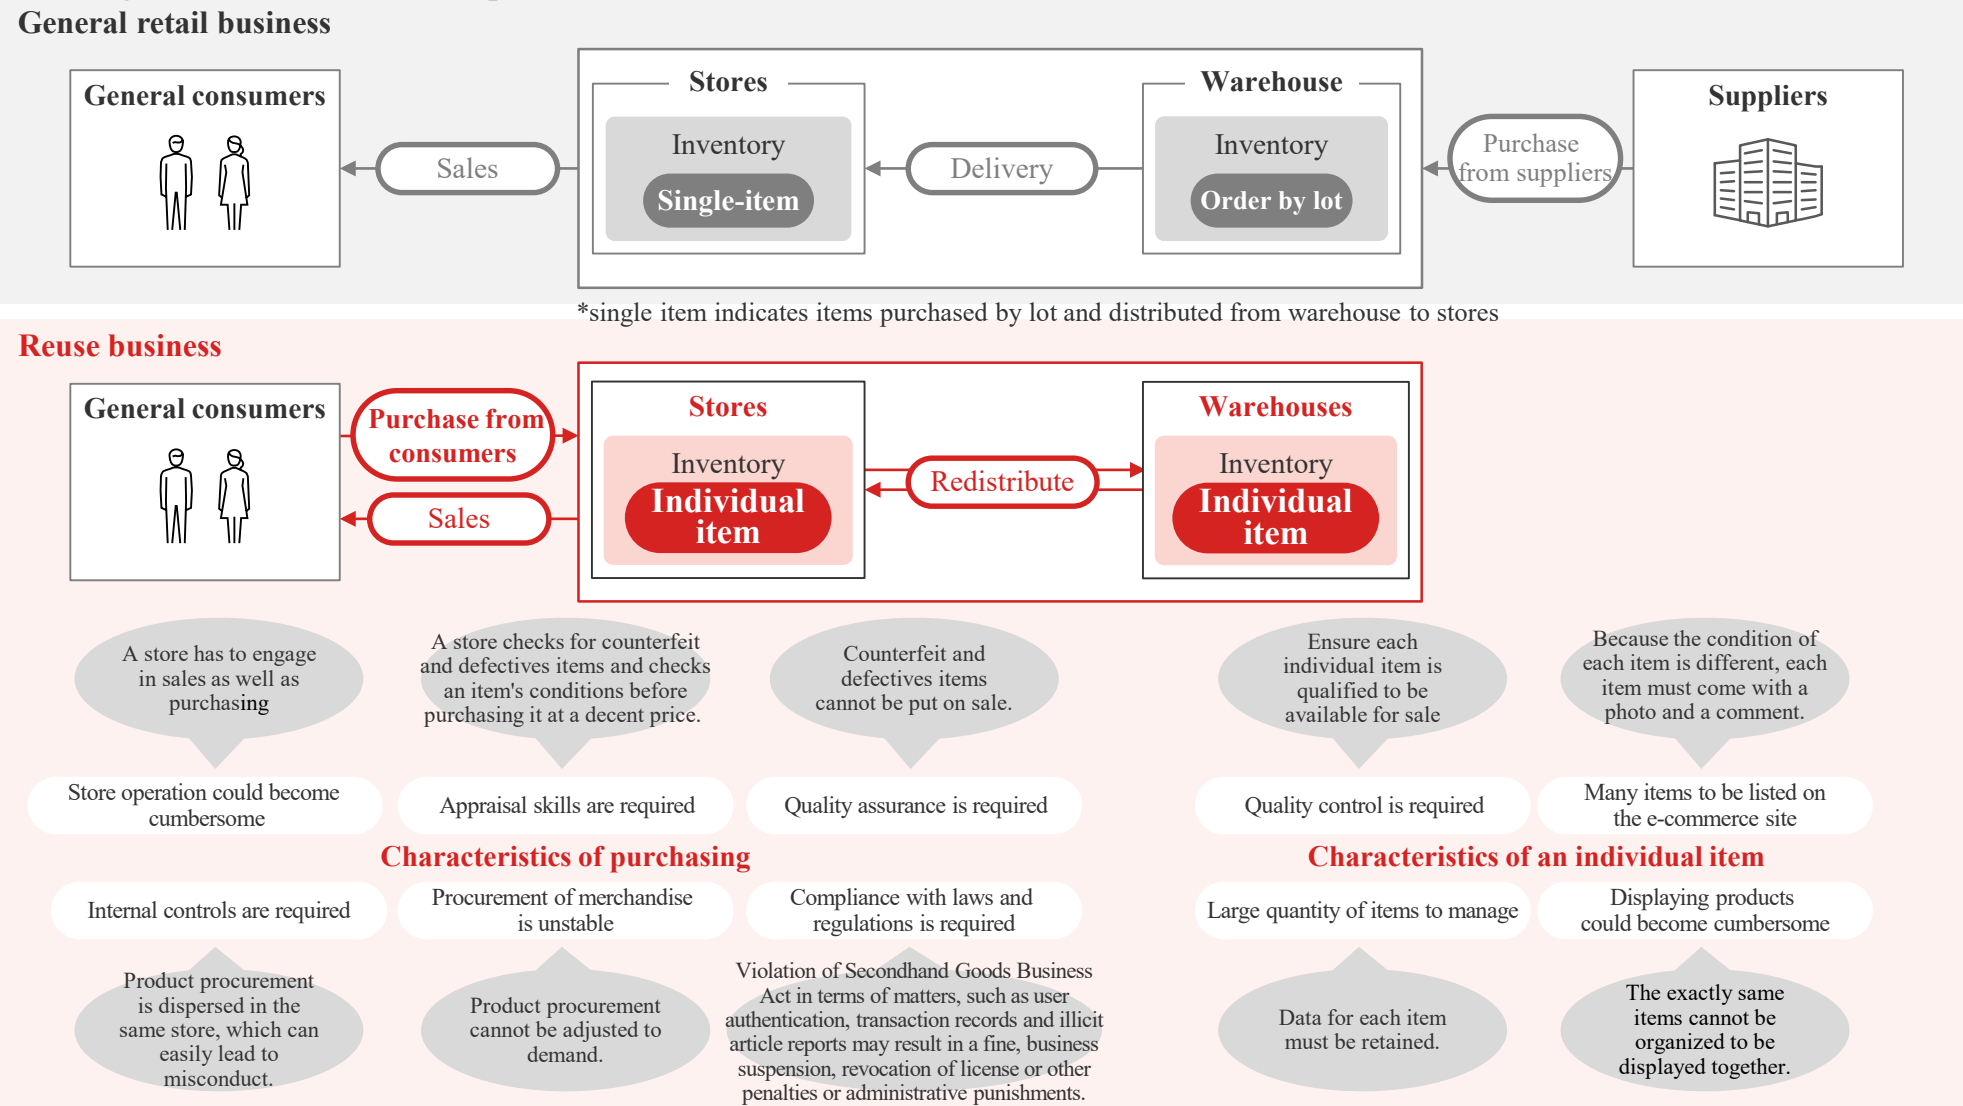 General retail business
General consumers
Sales
Stores
Inventory
Single-item
Delivery
Warehouse
Inventory
Order by lot
Purchase
from suppliers
Suppliers
*single item indicates items purchased by lot and distributed from warehouse to stores
Reuse business
General consumers
Purchase from
consumers
Sales
Stores
Inventory
Individual
item
Redistribute
Warehouses
Inventory
Individual
item
A store has to engage
in sales as well as
purchasing
A store checks for counterfeit
and defectives items and checks
an item's conditions before
purchasing it at a decent price.
Counterfeit and
defectives items
cannot be put on sale.
Ensure each
individual item is
qualified to be
available for sale
Because the condition of
each item is different, each
item must come with a
photo and a comment.
Store operation could become
cumbersome
Appraisal skills are required
Quality assurance is required
Quality control is required
Many items to be listed on
the e-commerce site
Characteristics of purchasing
Characteristics of an individual item
Internal controls are required
Procurement of merchandise
is unstable
Compliance with laws and
regulations is required
Large quantity of items to manage
Displaying products
could become cumbersome
Product procurement
is dispersed in the
same store, which can
easily lead to
misconduct.
Product procurement
cannot be adjusted to
demand.
Violation of Secondhand Goods Business
Act in terms of matters, such as user
authentication, transaction records and illicit
article reports may result in a fine, business
suspension, revocation of license or other
penalties or administrative punishments.
Data for each item
must be retained.
The exactly same
items cannot be
organized to be
displayed together.